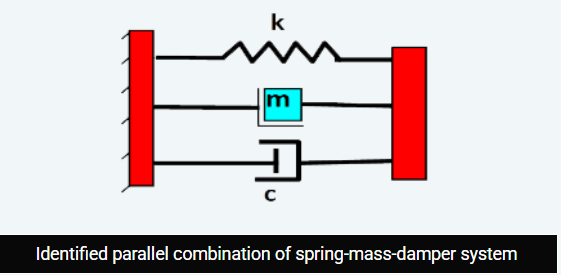 k
m
c
Identified parallel combination of spring-mass-damper system